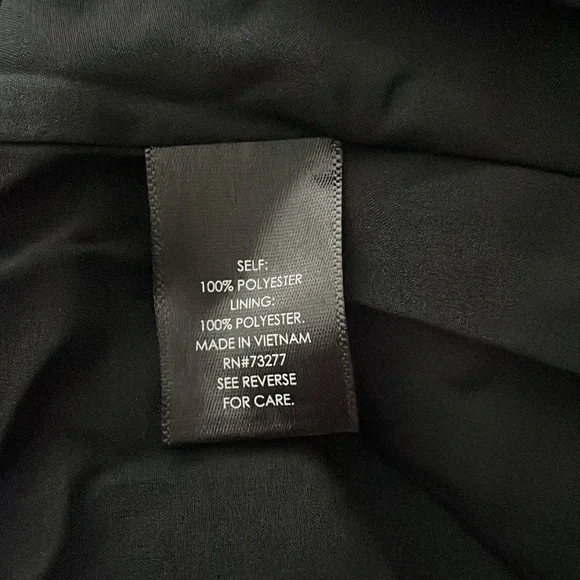 SELF:
100% POLYESTER
LINING:
100% POLYESTER.
MADE IN VIETNAM
RN#73277
SEE REVERSE
FOR CARE.